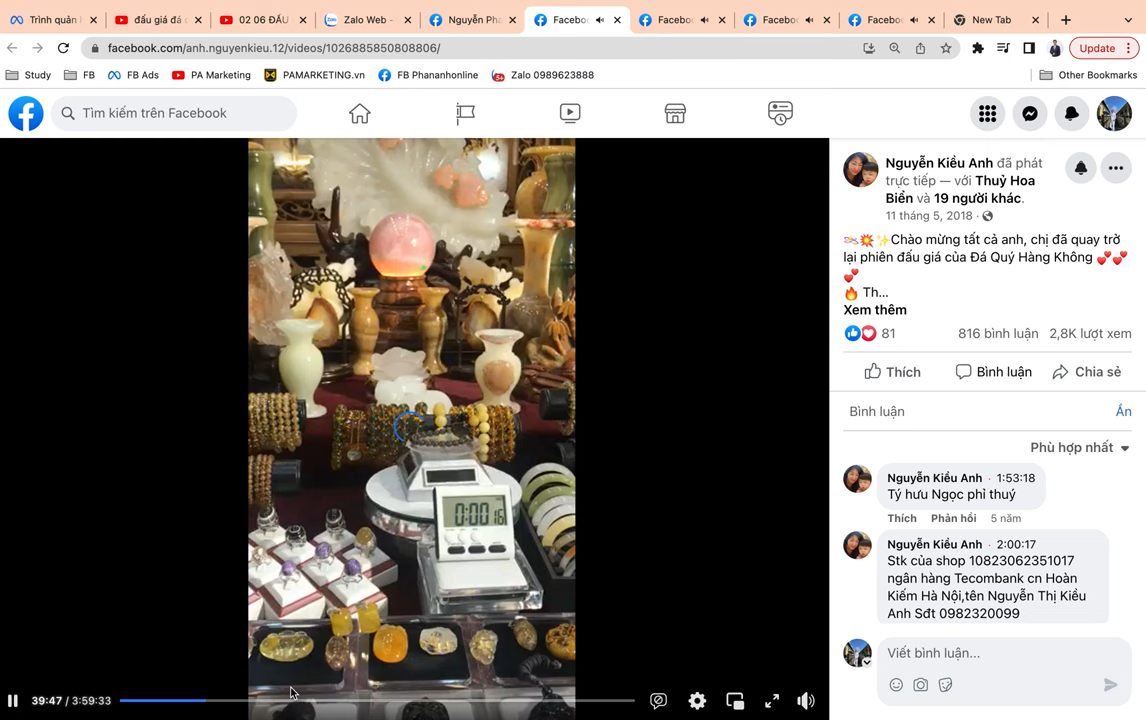 Trình quản
đấu giá đá
02 06 ĐẤU
Zalo Web -
Nguyễn Pha
Facebo
Facebo
Facebo
Facebo
New Tab
facebook.com/anh.nguyenkieu.12/videos/1026885850808806/
Update
Study
FB
FB Ads
PA Marketing
PAMARKETING.vn
FB Phananhonline
Zalo 0989623888
Other Bookmarks
Tìm kiếm trên Facebook
Nguyễn Kiều Anh đã phát
trực tiếp — với Thuỷ Hoa
Biển và 19 người khác.
11 tháng 5, 2018 ·
Chào mừng tất cả anh, chị đã quay trở
lại phiên đấu giá của Đá Quý Hàng Không
Th...
Xem thêm
81
816 bình luận
2,8K lượt xem
Thích
Bình luận
Chia sẻ
Bình luận
Ẩn
Phù hợp nhất
Nguyễn Kiều Anh · 1:53:18
Tý hưu Ngọc phỉ thuý
Thích
Phản hồi
5 năm
Nguyễn Kiều Anh · 2:00:17
Stk của shop 10823062351017
ngân hàng Tecombank cn Hoàn
Kiếm Hà Nội,tên Nguyễn Thị Kiều
Anh Sđt 0982320099
Viết bình luận...
0:00 16
39:47 / 3:59:33